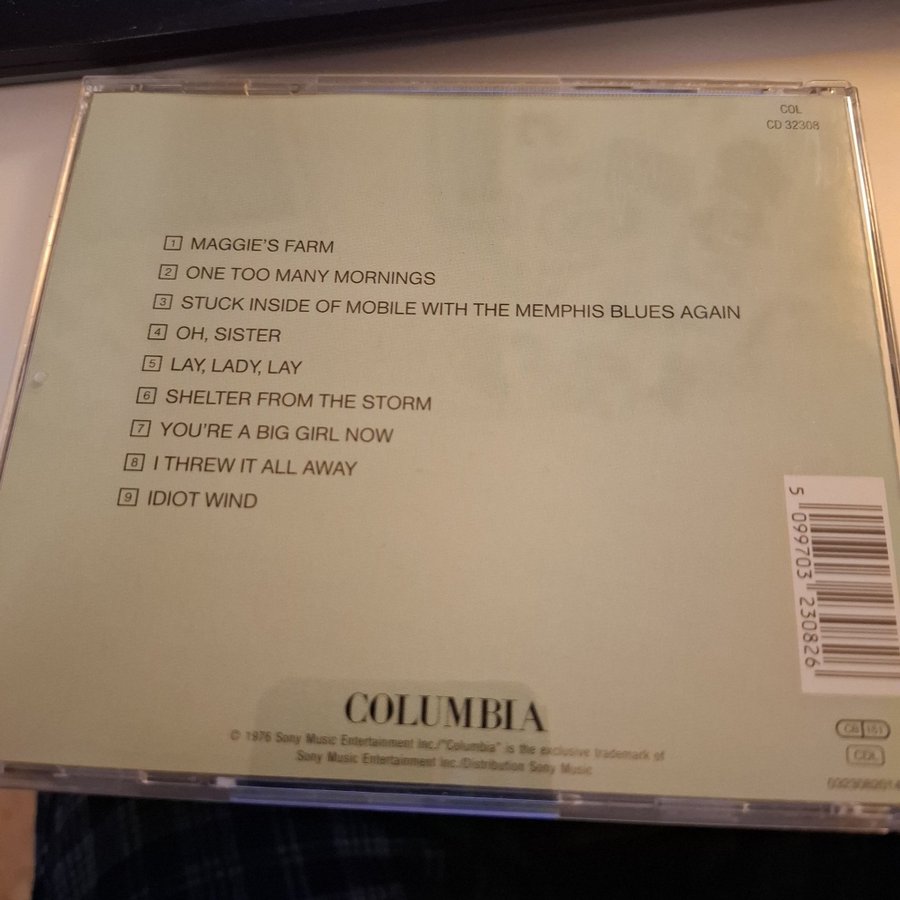 COL
CD 32308
1 MAGGIE'S FARM
2 ONE TOO MANY MORNINGS
3 STUCK INSIDE OF MOBILE WITH THE MEMPHIS BLUES AGAIN
4 OH, SISTER
5 LAY, LADY, LAY
6 SHELTER FROM THE STORM
7 YOU'RE A BIG GIRL NOW
8 I THREW IT ALL AWAY
9 IDIOT WIND
5 099703 230826
COLUMBIA
© 1976 Sony Music Entertainment Inc./"Columbia" is the exclusive trademark of
Sony Music Entertainment Inc./Distribution Sony Music
CB 151